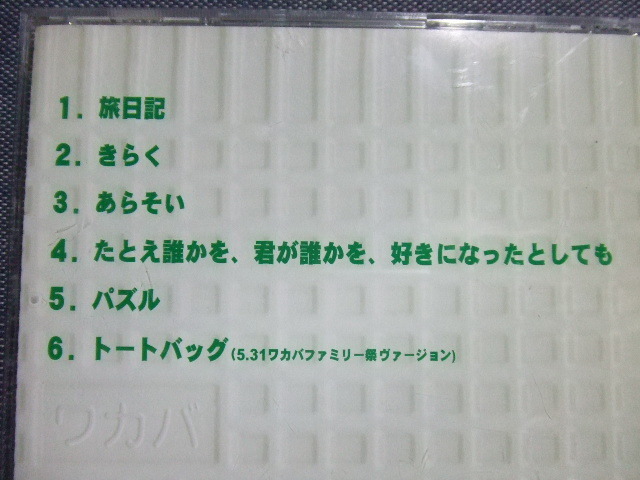 1. 旅日記
2. きらく
3. あらそい
4. たとえ誰かを、君が誰かを、好きになったとしても
5. パズル
6. トートバッグ(5.31ワカバファミリー祭ヴァージョン)
ワカバ